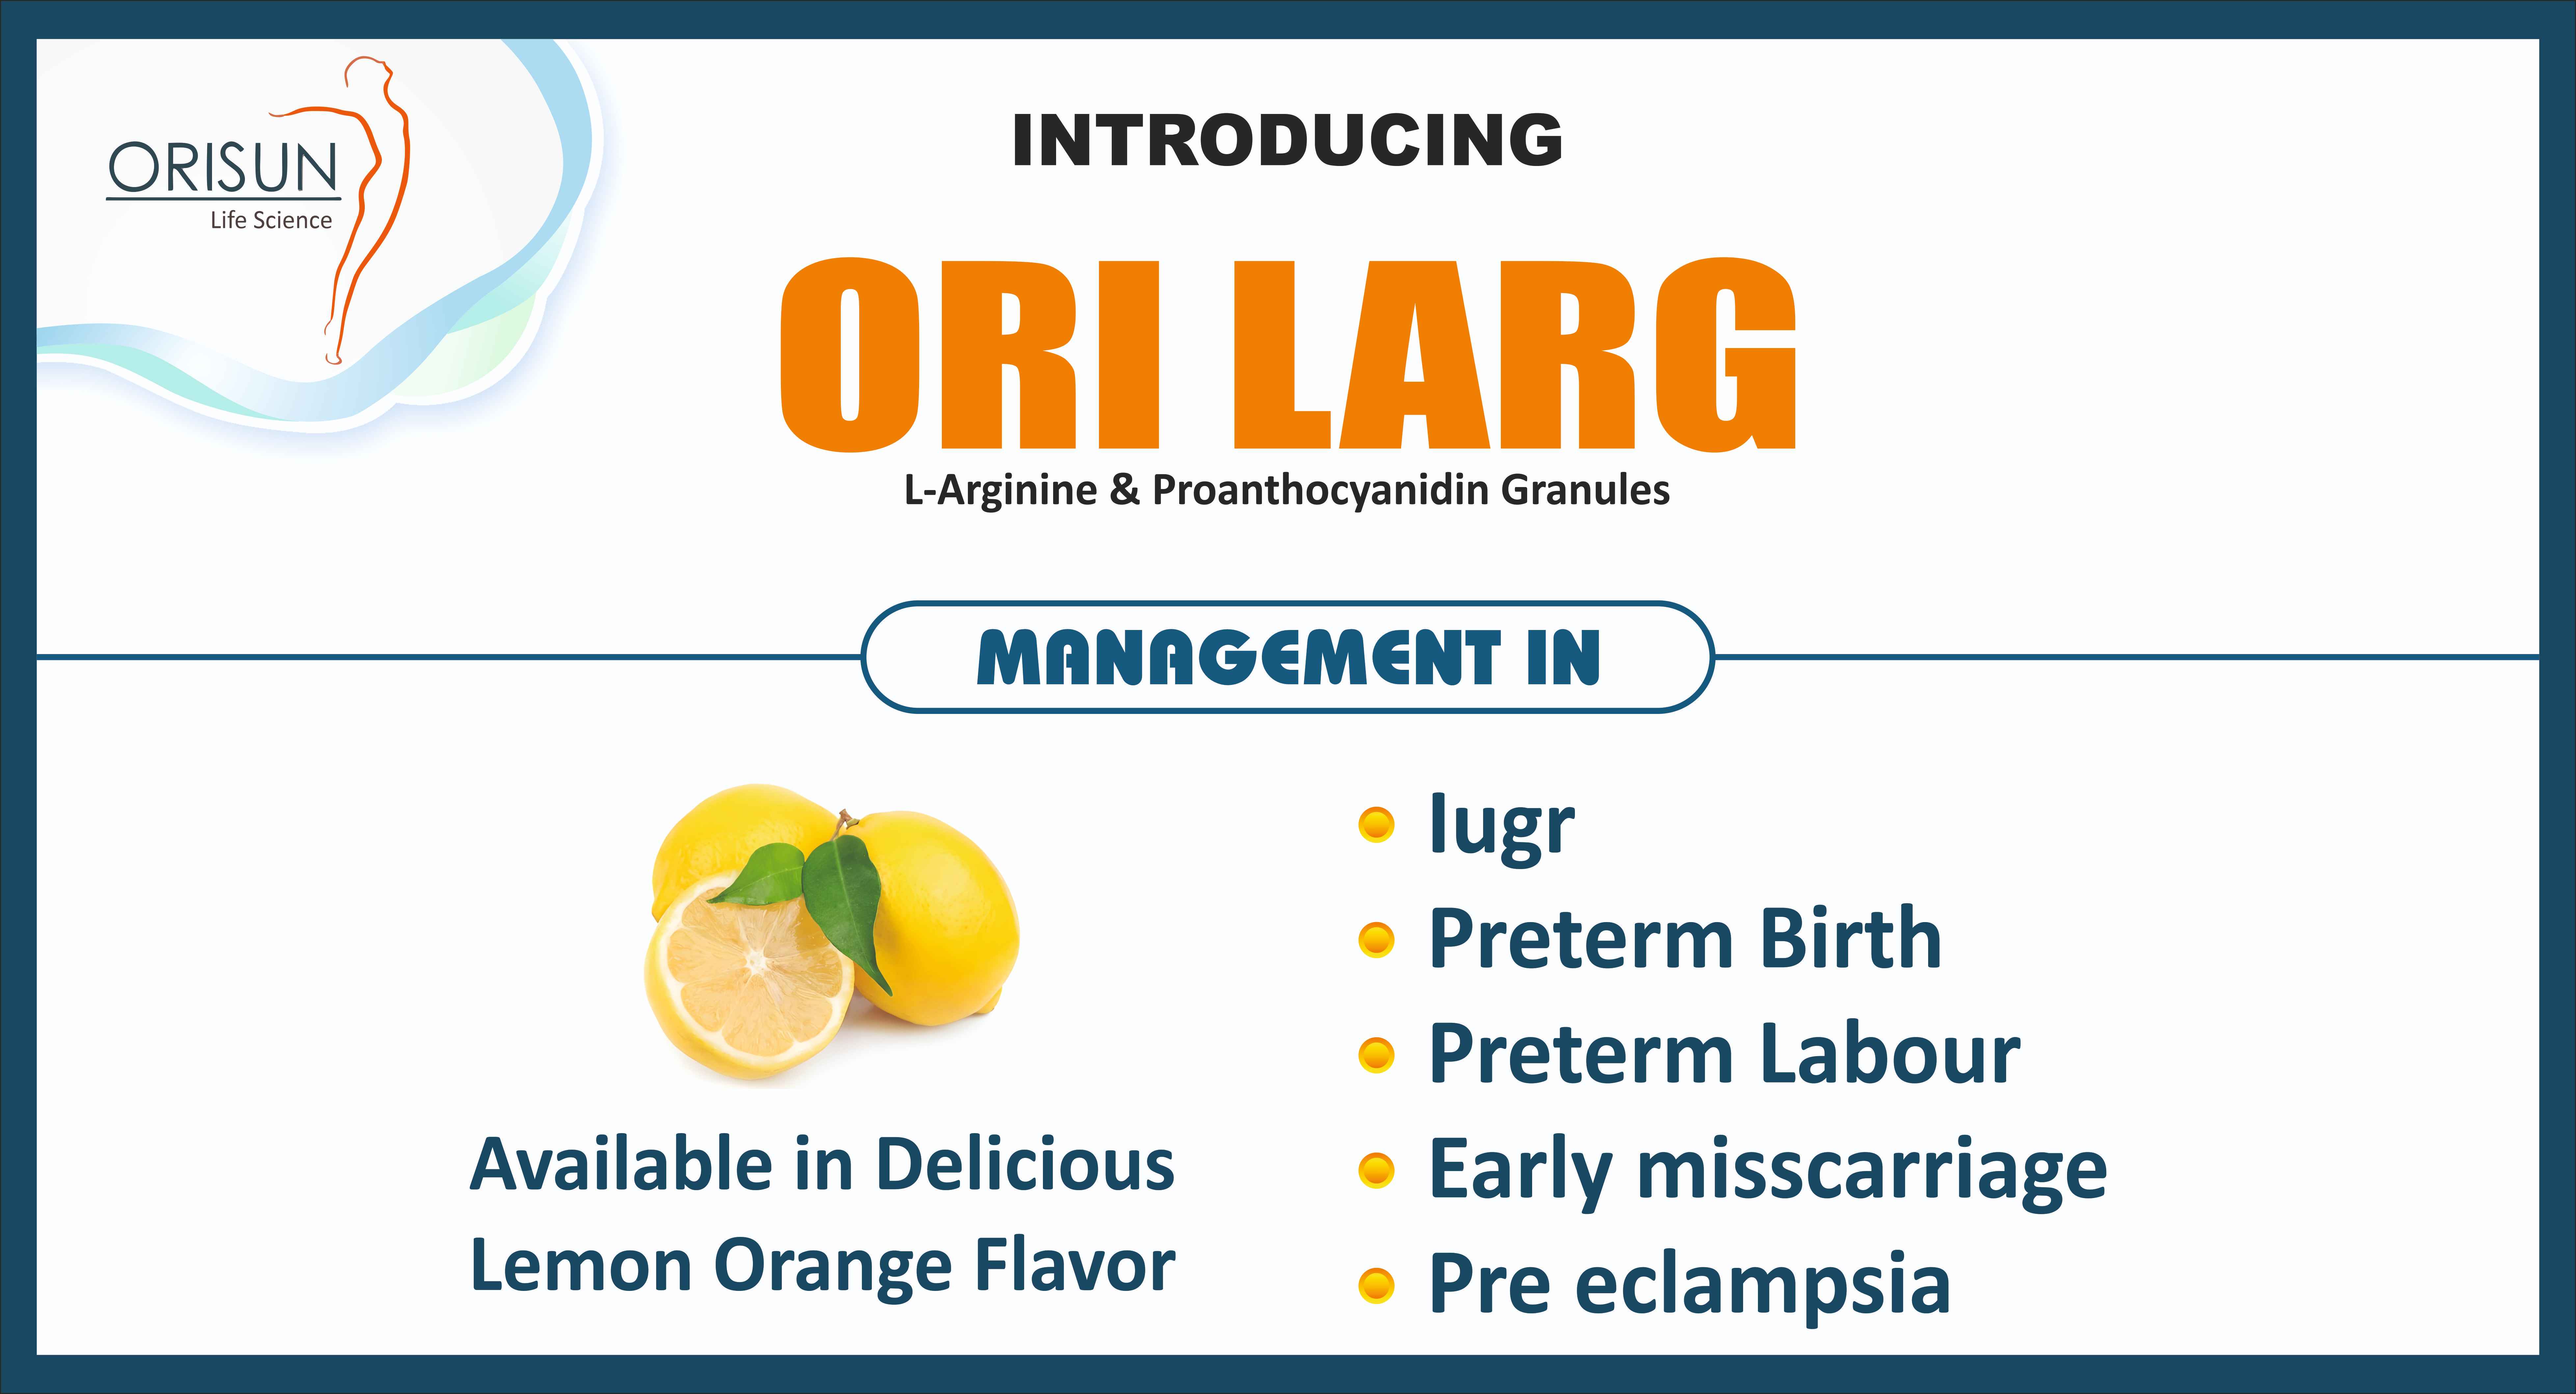 ORISUN
Life Science
INTRODUCING
ORI LARG
L-Arginine & Proanthocyanidin Granules
MANAGEMENT IN
Available in Delicious
Lemon Orange Flavor
Iugr
Preterm Birth
Preterm Labour
Early misscarriage
Pre eclampsia